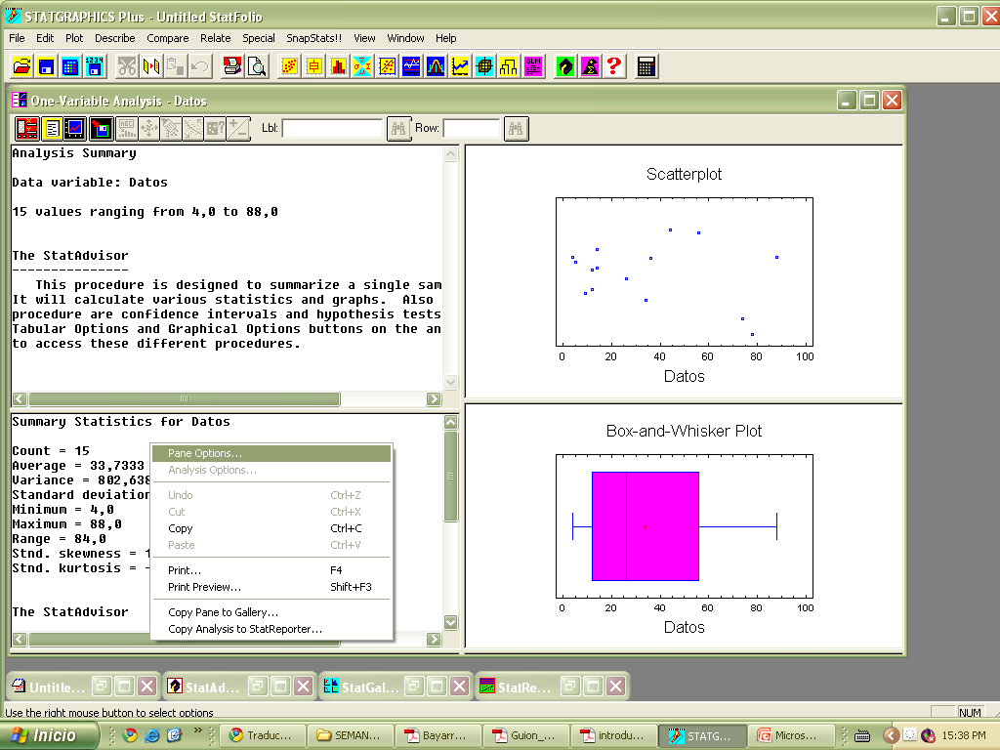 STATGRAPHICS Plus - Untitled StatFolio
File Edit Plot Describe Compare Relate Special SnapStats!! View Window Help
1234
GLM
One-Variable Analysis - Datos
ABC
Lbl: Row:
Analysis Summary
Data variable: Datos
15 values ranging from 4,0 to 88,0
The StatAdvisor
---------------
This procedure is designed to summarize a single sam
It will calculate various statistics and graphs. Also
procedure are confidence intervals and hypothesis tests
Tabular Options and Graphical Options buttons on the an
to access these different procedures.
Scatterplot
0 20 40 60 80 100
Datos
Summary Statistics for Datos
Count = 15
Average = 33,7333
Variance = 802,638
Standard deviation
Minimum = 4,0
Maximum = 88,0
Range = 84,0
Stnd. skewness = 1
Stnd. kurtosis = -
The StatAdvisor
Pane Options...
Analysis Options...
Undo Ctrl+Z
Cut Ctrl+X
Copy Ctrl+C
Paste Ctrl+V
Print... F4
Print Preview... Shift+F3
Copy Pane to Gallery...
Copy Analysis to StatReporter...
Box-and-Whisker Plot
0 20 40 60 80 100
Datos
Untitle... StatAd... StatGal... StatRe...
Use the right mouse button to select options NUM
Inicio » Traduc... SEMAN... Bayarr... Guion_... introdu... STATG... Micros... 15:38 PM